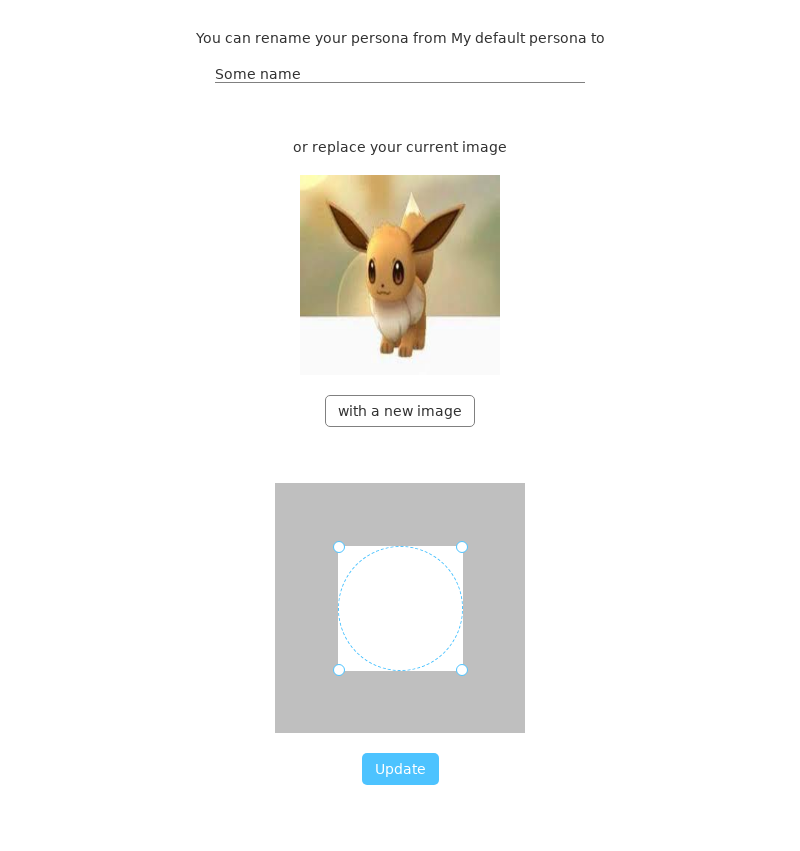 You can rename your persona from My default persona to
Some name
or replace your current image
with a new image
Update